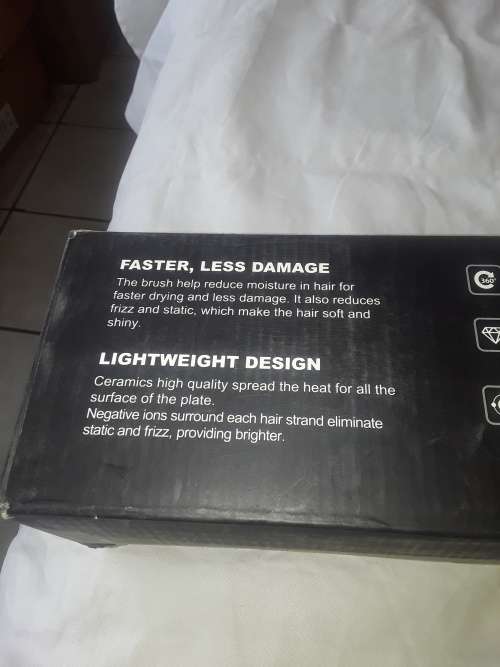 FASTER, LESS DAMAGE
The brush help reduce moisture in hair for
faster drying and less damage. It also reduces
frizz and static, which make the hair soft and
shiny.
LIGHTWEIGHT DESIGN
Ceramics high quality spread the heat for all the
surface of the plate.
Negative ions surround each hair strand eliminate
static and frizz, providing brighter.
360°